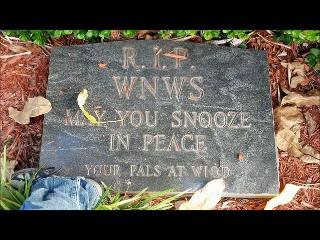 R.I.P
WNWS
MAY YOU SNOOZE
IN PEACE
YOUR PALS AT WIOD